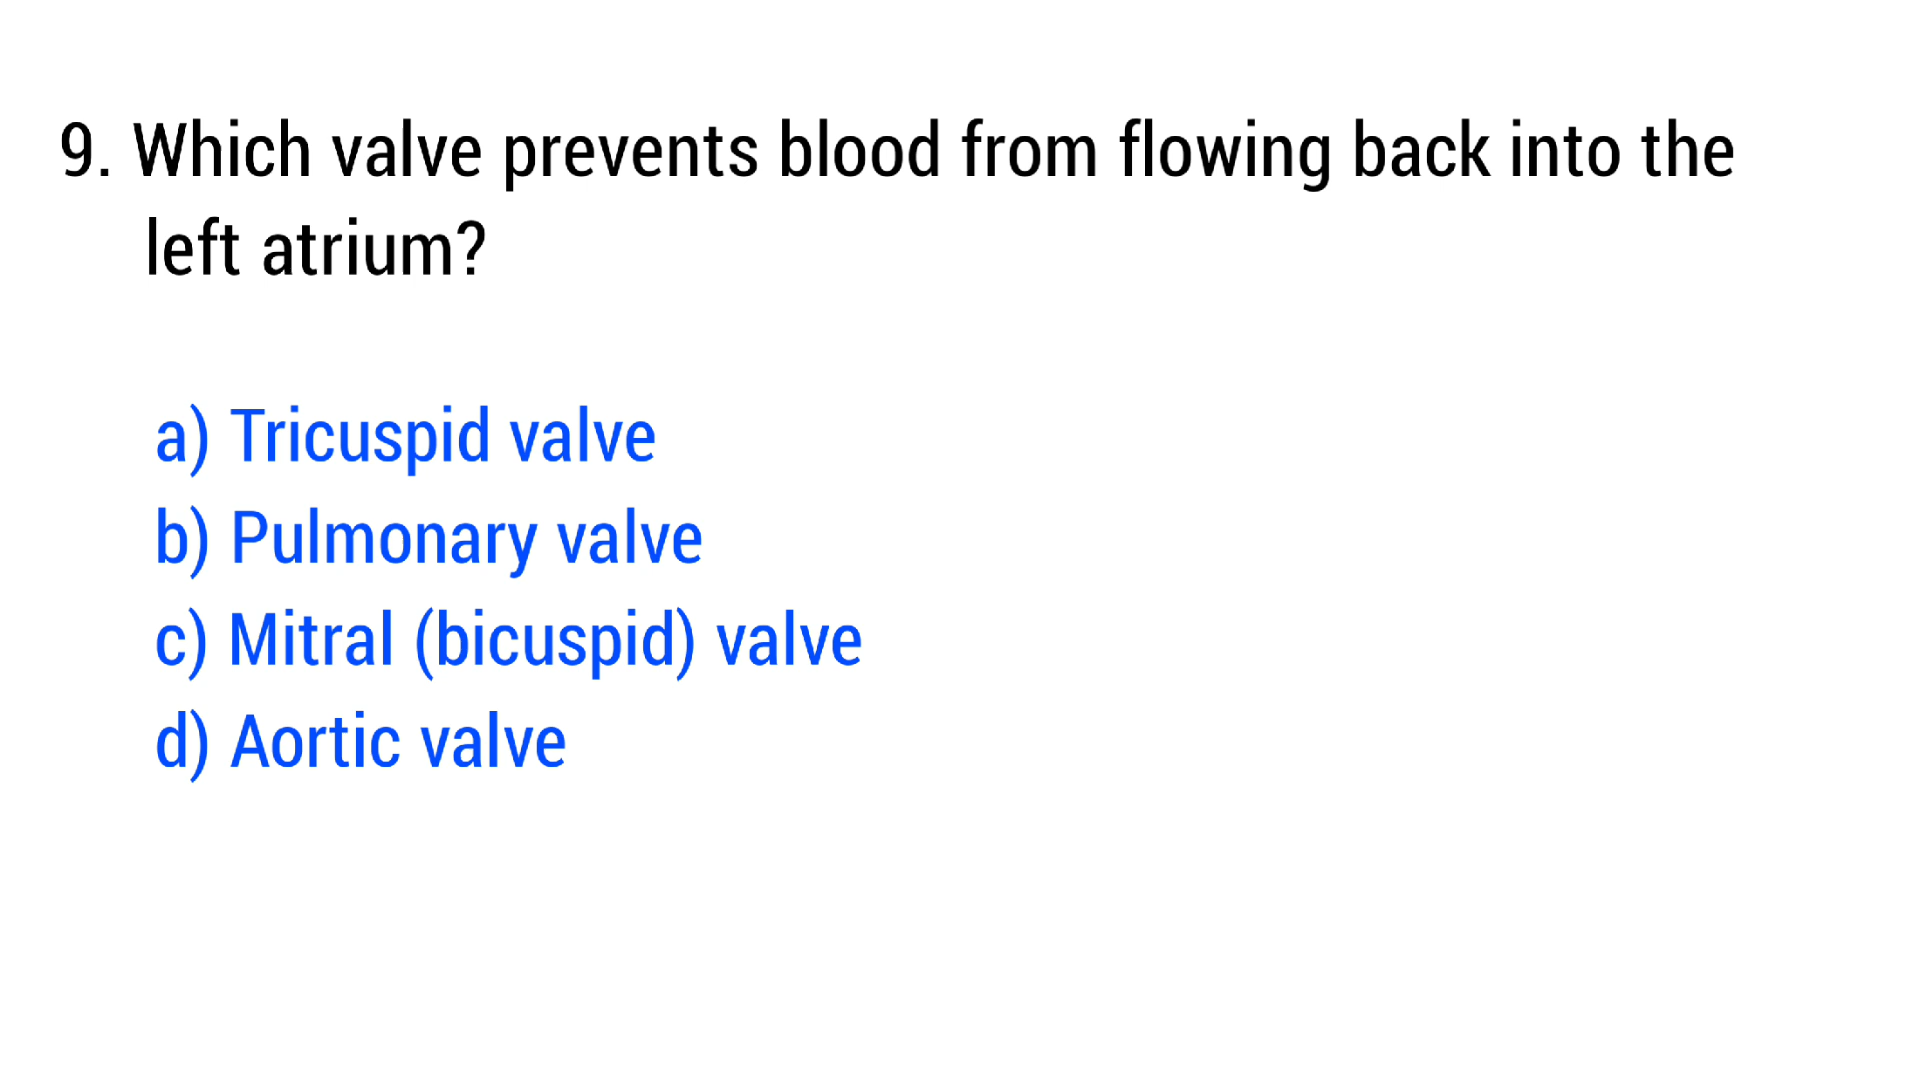 9. Which valve prevents blood from flowing back into the
left atrium?
a) Tricuspid valve
b) Pulmonary valve
c) Mitral (bicuspid) valve
d) Aortic valve